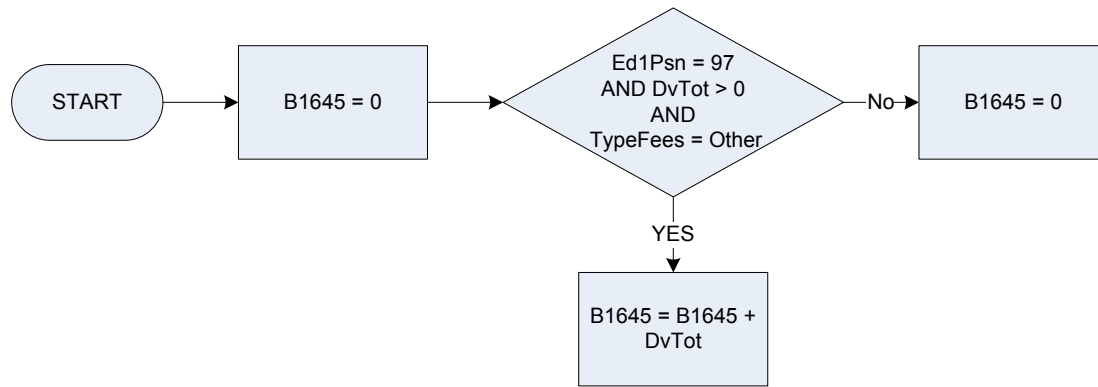 START
B1645 = 0
Ed1Psn = 97
AND DvTot > 0
AND
TypeFees = Other
No
B1645 = 0
YES
B1645 = B1645 +
DvTot